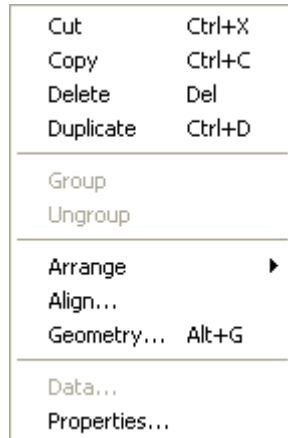 Cut Ctrl+X
Copy Ctrl+C
Delete Del
Duplicate Ctrl+D
Group
Ungroup
Arrange
Align...
Geometry... Alt+G
Data...
Properties...